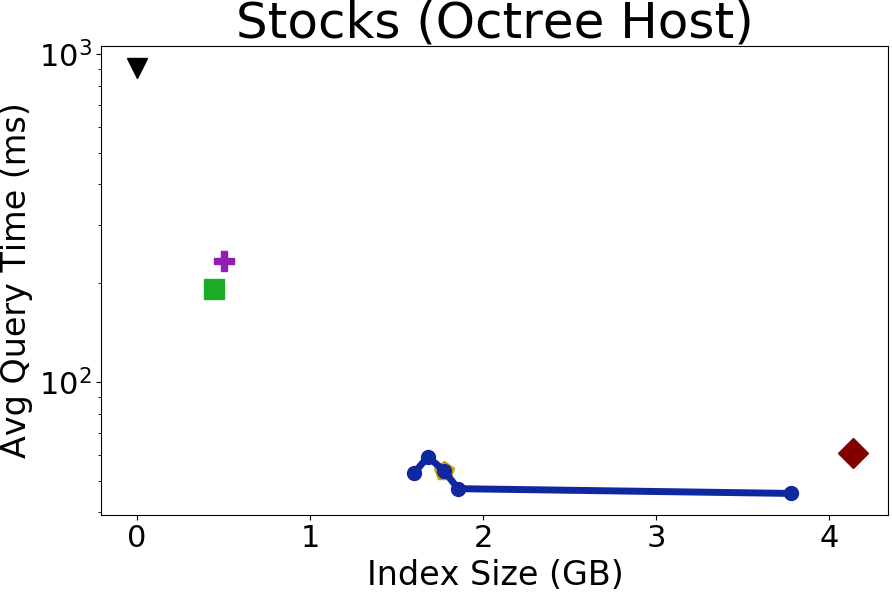 Stocks (Octree Host)
Avg Query Time (ms)
10³
10²
0 1 2 3 4
Index Size (GB)